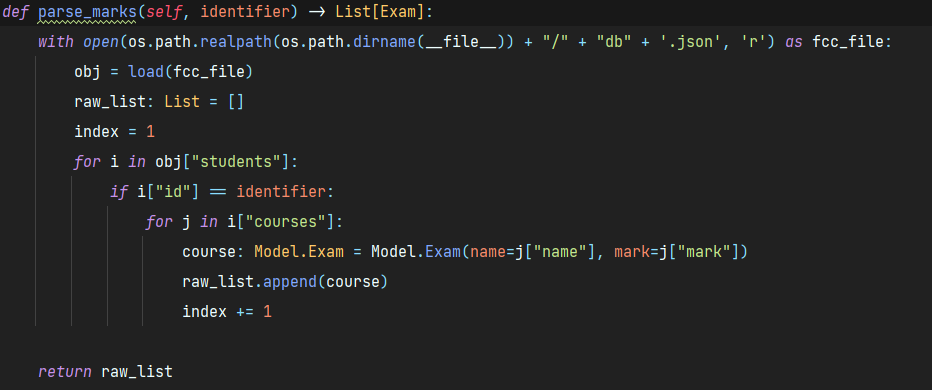 def parse_marks(self, identifier) -> List[Exam]:
    with open(os.path.realpath(os.path.dirname(__file__)) + "/" + "db" + '.json', 'r') as fcc_file:
        obj = load(fcc_file)
        raw_list: List = []
        index = 1
        for i in obj["students"]:
            if i["id"] == identifier:
                for j in i["courses"]:
                    course: Model.Exam = Model.Exam(name=j["name"], mark=j["mark"])
                    raw_list.append(course)
                    index += 1
    return raw_list